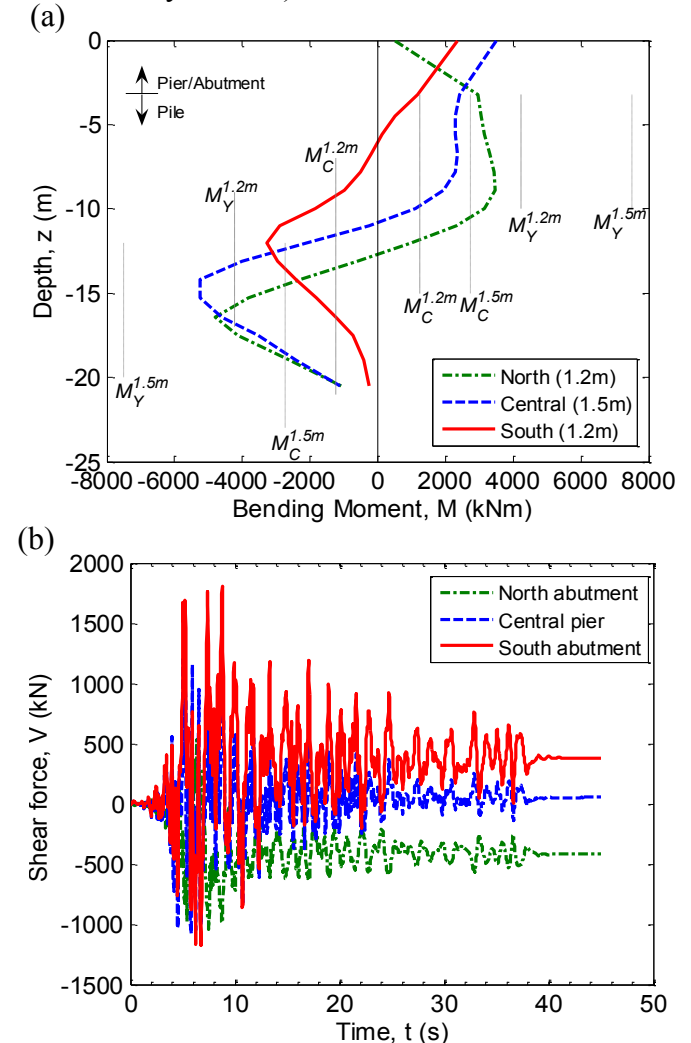 (a)
0
-5
-10
-15
-20
-25
Depth, z (m)
Pier/Abutment
Pile
M_C^1.2m
M_Y^1.2m
M_Y^1.2m
M_Y^1.5m
M_C^1.2m
M_C^1.5m
M_Y^1.5m
M_C^1.5m
North (1.2m)
Central (1.5m)
South (1.2m)
-8000 -6000 -4000 -2000 0 2000 4000 6000 8000
Bending Moment, M (kNm)
(b)
2000
1500
1000
500
0
-500
-1000
-1500
Shear force, V (kN)
North abutment
Central pier
South abutment
0 10 20 30 40 50
Time, t (s)